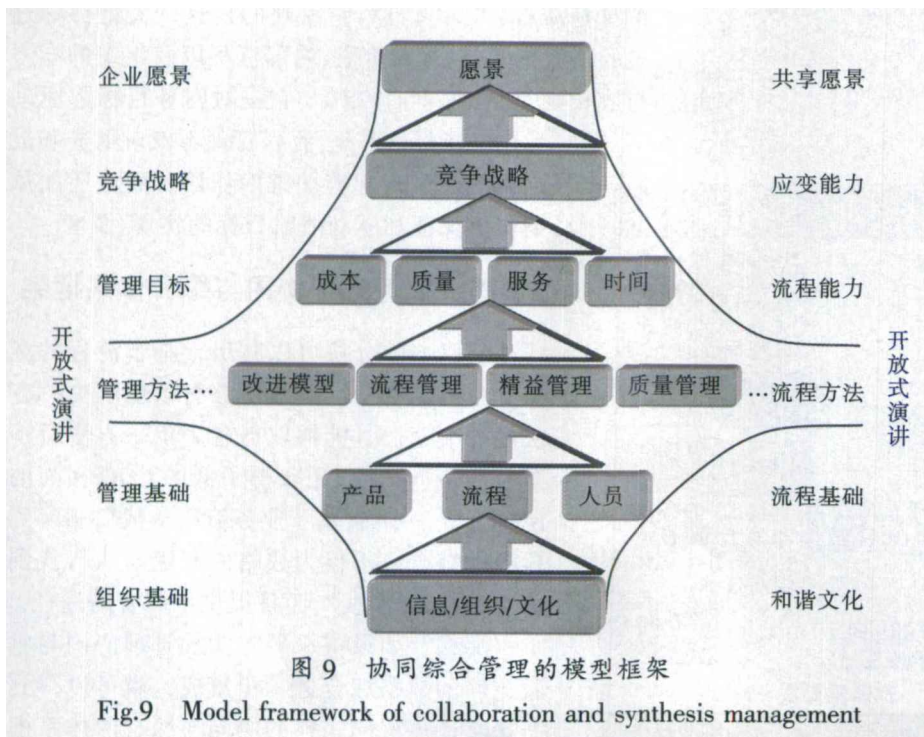 企业愿景 愿景 共享愿景
竞争战略 竞争战略 应变能力
管理目标 成本 质量 服务 时间 流程能力
开放式演讲 开放式演讲
管理方法… 改进模型 流程管理 精益管理 质量管理 …流程方法
管理基础 产品 流程 人员 流程基础
组织基础 信息/组织/文化 和谐文化
图9 协同综合管理的模型框架
Fig.9 Model framework of collaboration and synthesis management